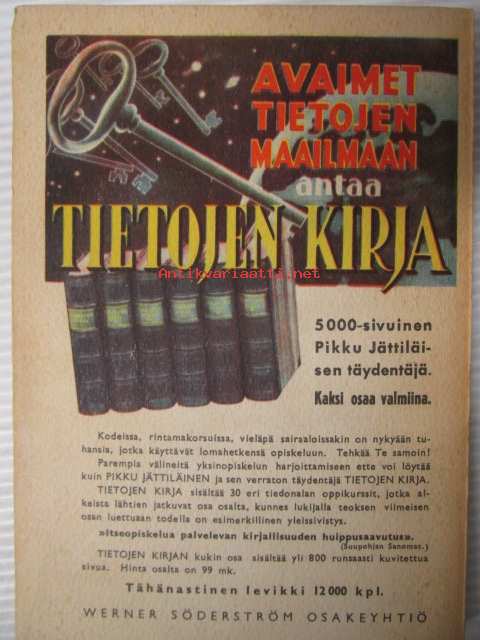 AVAIMET
TIETOJEN
MAAILMAAN
antaa
TIETOJEN KIRJA
Antikvariaatti.net
5000-sivuinen
Pikku Jättiläi-
sen täydentäjä.
Kaksi osaa valmiina.
Kodeissa, rintamakorsuissa, vieläpä sairaaloissakin on nykyään tu-
hansia, jotka käyttävät lomahetkensä opiskeluun. Tehkää Te samoin!
Parempia välineitä yksinopiskelun harjoittamiseen ette voi löytää
kuin PIKKU JÄTTILÄINEN ja sen verraton täydentäjä TIETOJEN KIRJA.
TIETOJEN KIRJA sisältää 30 eri tiedonalan oppikurssit, jotka al-
keista lähtien jatkuvat osa osalta, kunnes lukijalla teoksen viimeisen
osan luettuaan todella on esimerkillinen yleissivistys.
»Itseopiskelua palvelevan kirjallisuuden huippusaavutus».
(Suupohjan Sanomat.)
TIETOJEN KIRJAN kukin osa sisältää yli 800 runsaasti kuvitettua
sivua. Hinta osalta on 99 mk.
Tähänastinen levikki 12 000 kpl.
WERNER SÖDERSTRÖM OSAKEYHTIÖ